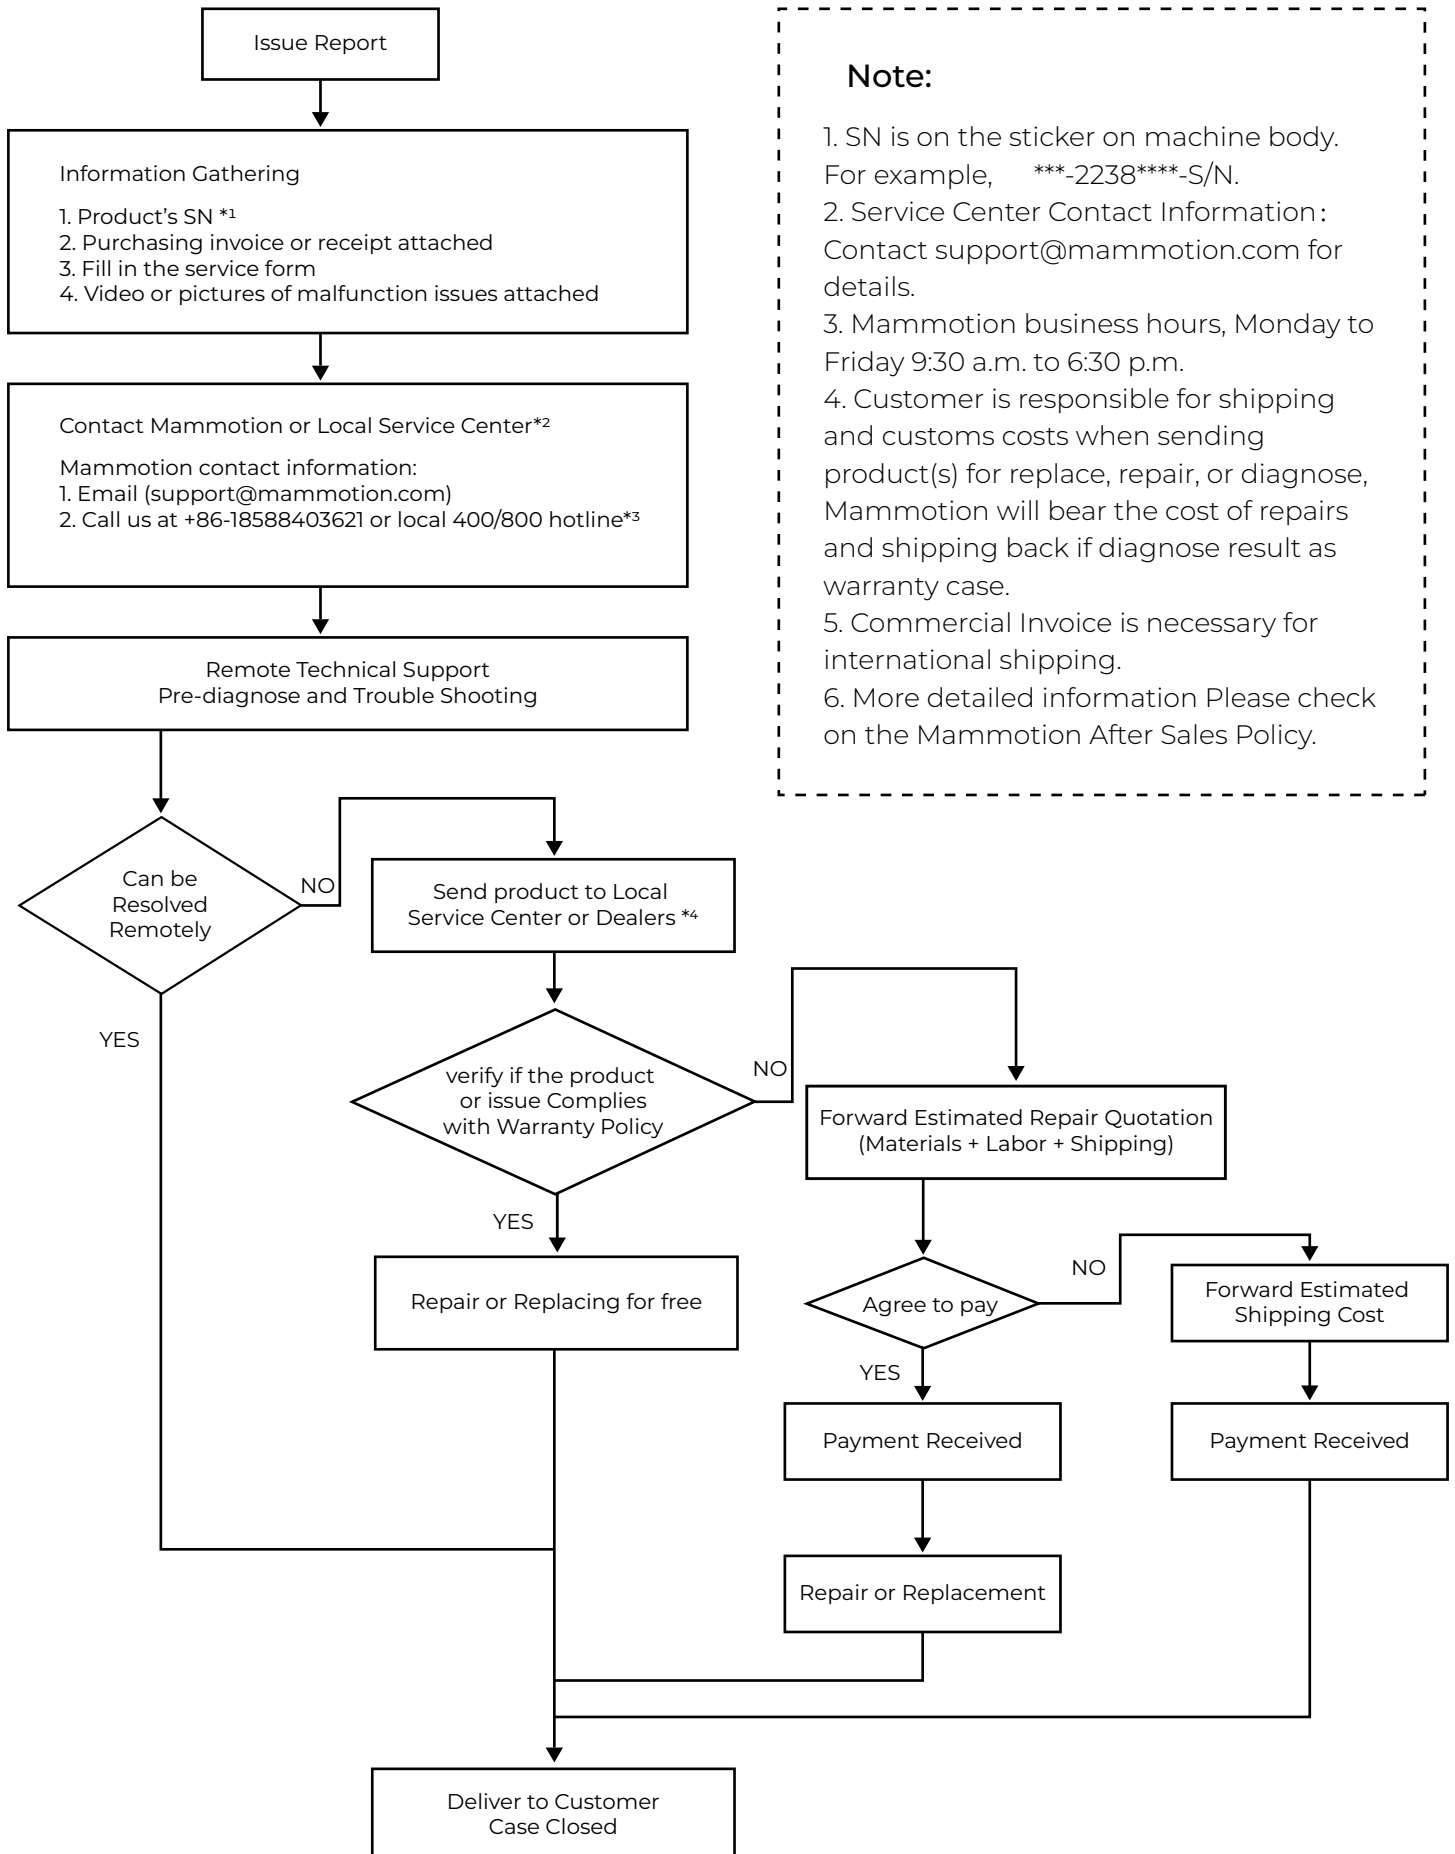 Issue Report
Information Gathering
1. Product's SN *¹
2. Purchasing invoice or receipt attached
3. Fill in the service form
4. Video or pictures of malfunction issues attached
Contact Mammotion or Local Service Center*²
Mammotion contact information:
1. Email (support@mammotion.com)
2. Call us at +86-18588403621 or local 400/800 hotline*³
Remote Technical Support
Pre-diagnose and Trouble Shooting
Note:
1. SN is on the sticker on machine body.
For example, ***-2238****-S/N.
2. Service Center Contact Information：
Contact support@mammotion.com for
details.
3. Mammotion business hours, Monday to
Friday 9:30 a.m. to 6:30 p.m.
4. Customer is responsible for shipping
and customs costs when sending
product(s) for replace, repair, or diagnose,
Mammotion will bear the cost of repairs
and shipping back if diagnose result as
warranty case.
5. Commercial Invoice is necessary for
international shipping.
6. More detailed information Please check
on the Mammotion After Sales Policy.
Can be
Resolved
Remotely
NO
YES
Send product to Local
Service Center or Dealers *⁴
verify if the product
or issue Complies
with Warranty Policy
NO
YES
Forward Estimated Repair Quotation
(Materials + Labor + Shipping)
Repair or Replacing for free
Agree to pay
NO
YES
Forward Estimated
Shipping Cost
Payment Received
Payment Received
Repair or Replacement
Deliver to Customer
Case Closed